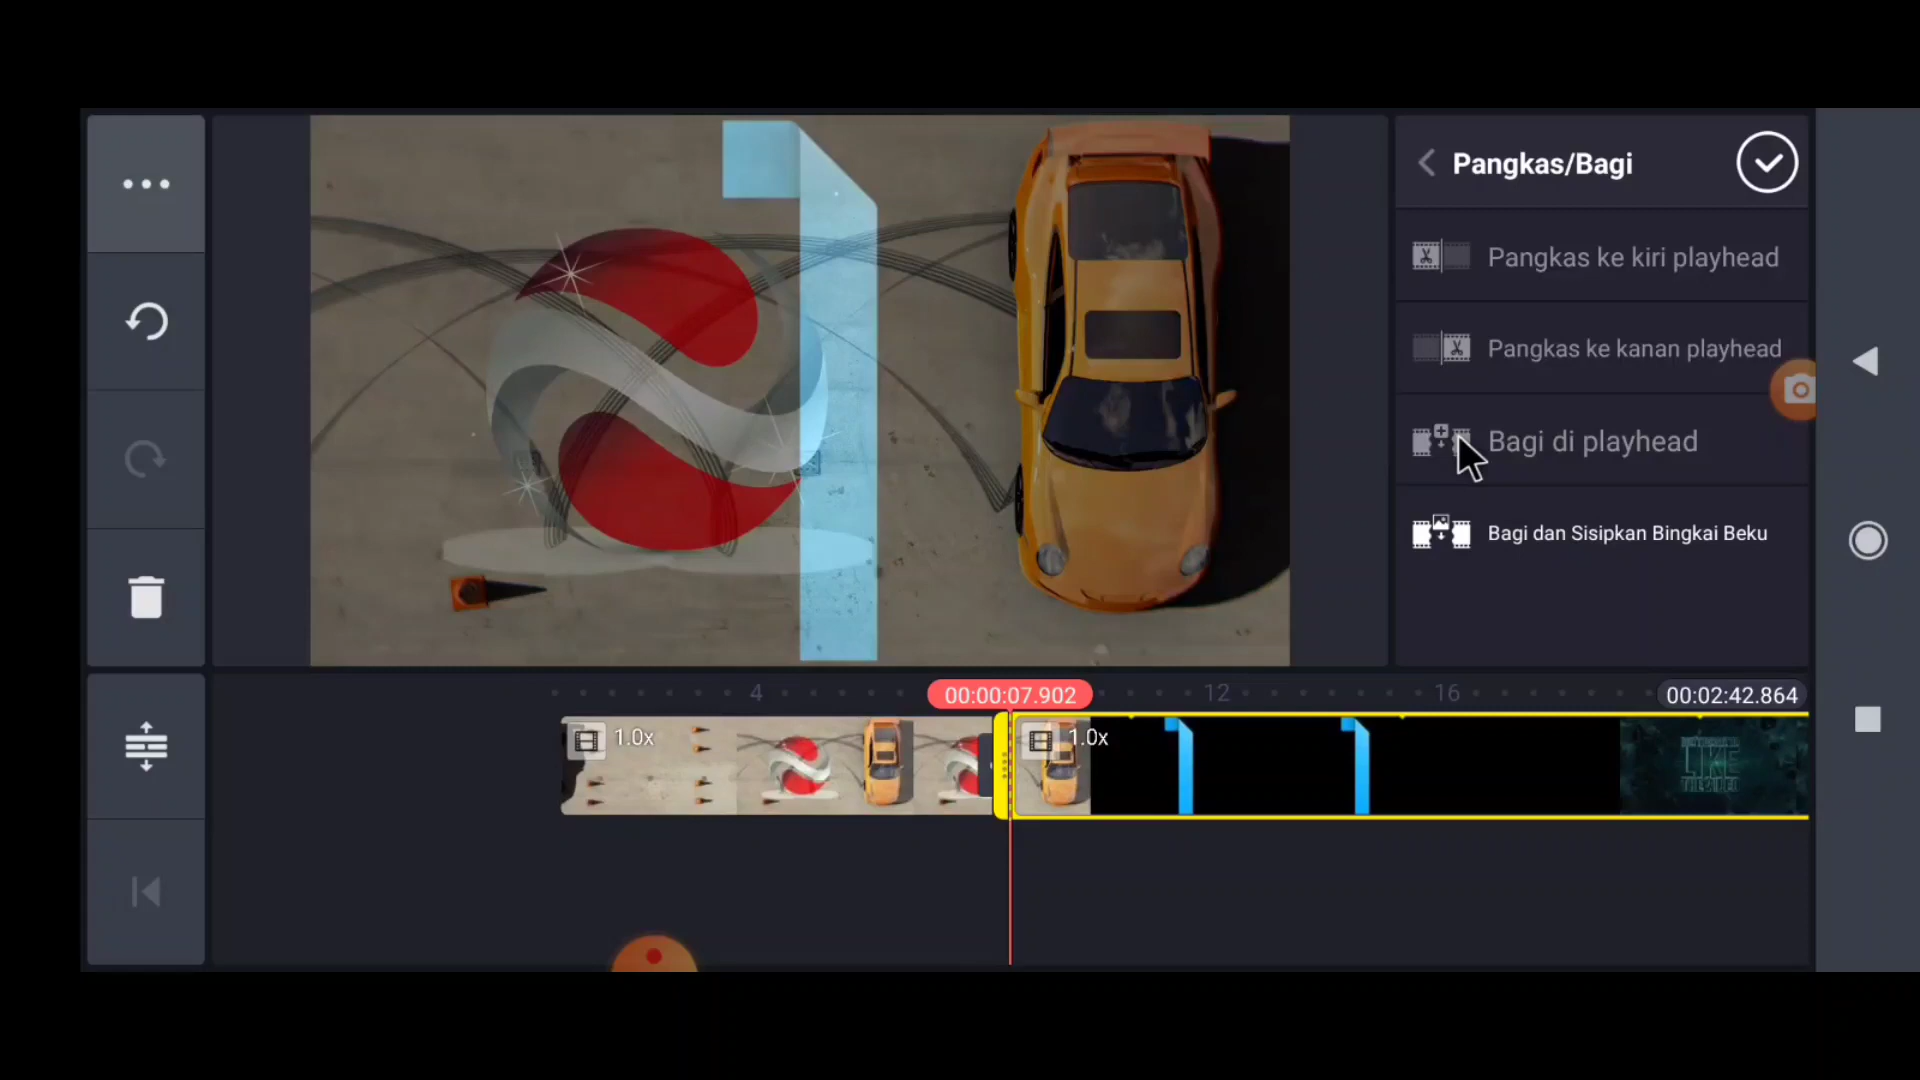 Pangkas/Bagi
Pangkas ke kiri playhead
Pangkas ke kanan playhead
Bagi di playhead
Bagi dan Sisipkan Bingkai Beku
4
00:00:07.902
12
16
00:02:42.864
1.0x
1.0x
LIKE